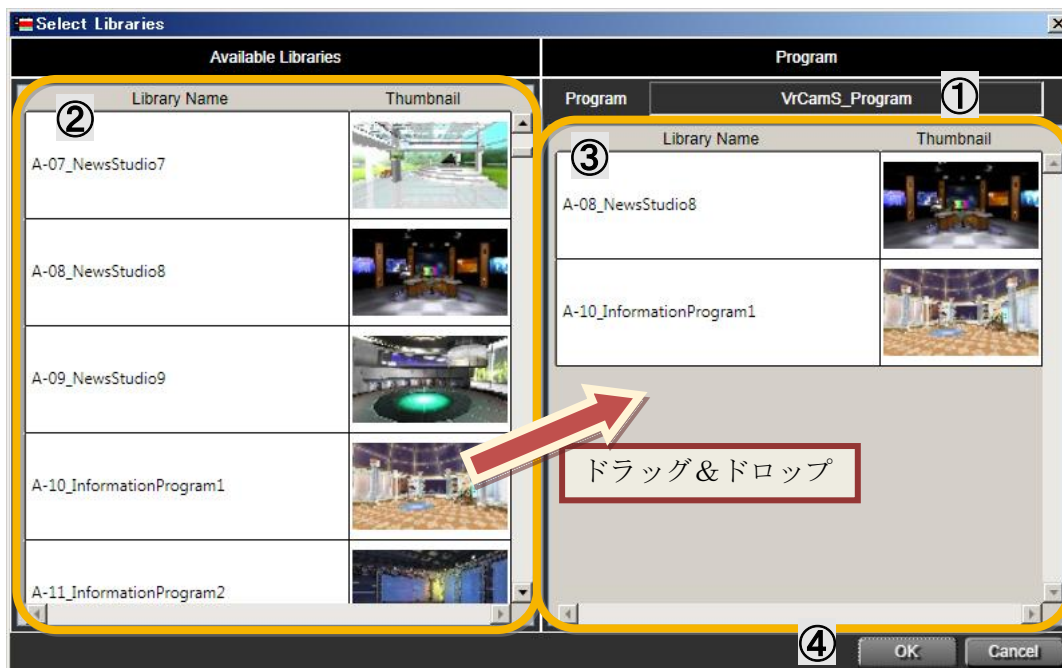 Select Libraries
Available Libraries
Program
Library Name
Thumbnail
②
A-07_NewsStudio7
A-08_NewsStudio8
A-09_NewsStudio9
A-10_InformationProgram1
A-11_InformationProgram2
Program
VrCamS_Program
①
Library Name
Thumbnail
③
A-08_NewsStudio8
A-10_InformationProgram1
ドラッグ&ドロップ
④
OK
Cancel